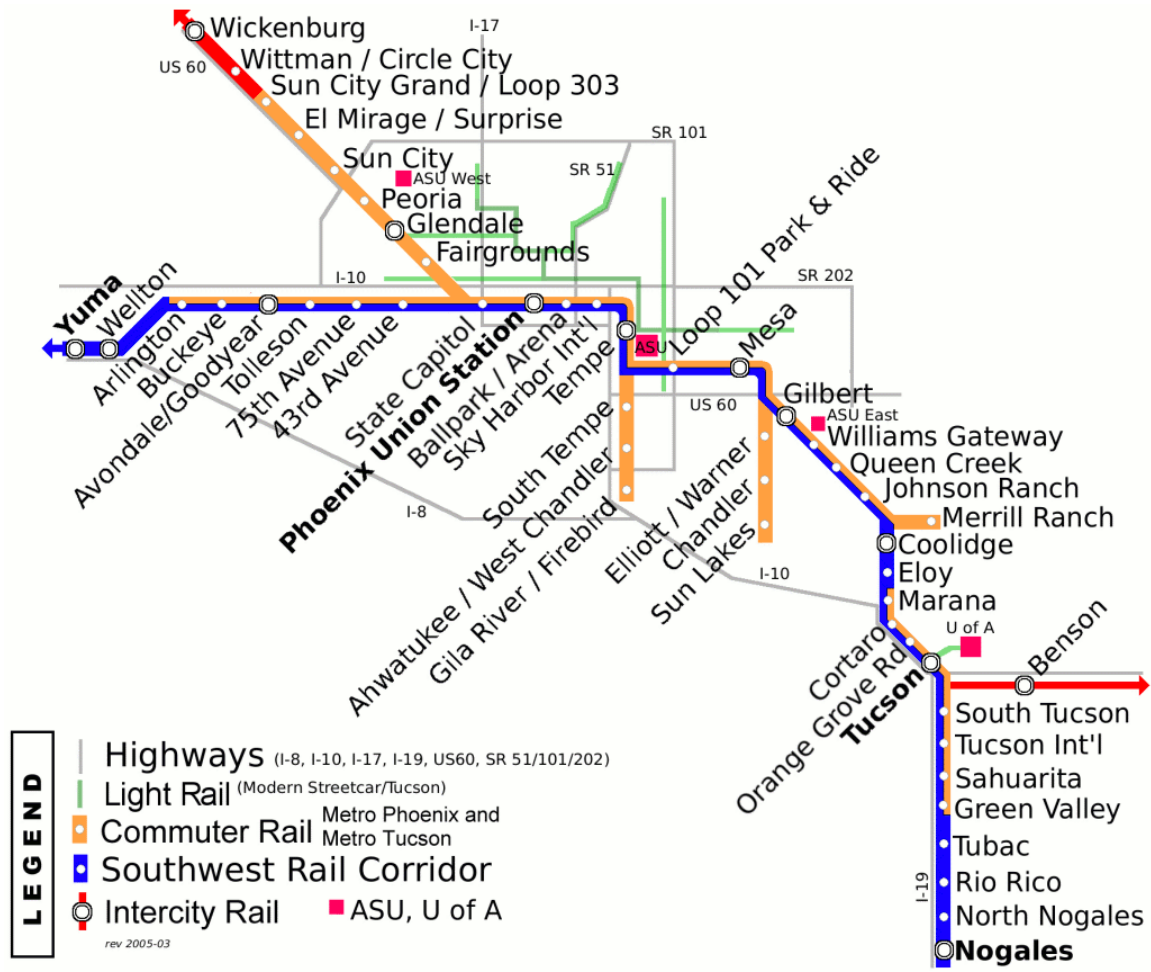 Wickenburg
I-17
US 60
Wittman / Circle City
Sun City Grand / Loop 303
El Mirage / Surprise
SR 101
Sun City
SR 51
ASU West
Peoria
Glendale
Fairgrounds
I-10
SR 202
Loop 101 Park & Ride
Yuma
Wellton
Arlington
Buckeye
Avondale/Goodyear
Tolleson
75th Avenue
43rd Avenue
State Capitol
Phoenix Union Station
Ballpark / Arena
Sky Harbor Int'l
Tempe
ASU
Mesa
US 60
Gilbert
ASU East
Williams Gateway
Queen Creek
Johnson Ranch
Merrill Ranch
Coolidge
Eloy
Marana
I-8
South Tempe
Ahwatukee / West Chandler
Gila River / Firebird
Elliott / Warner
Chandler
Sun Lakes
I-10
U of A
Cortaro
Orange Grove Rd
Tucson
Benson
South Tucson
Tucson Int'l
Sahuarita
Green Valley
Tubac
Rio Rico
North Nogales
Nogales
I-19
LEGEND
Highways (I-8, I-10, I-17, I-19, US60, SR 51/101/202)
Light Rail (Modern Streetcar/Tucson)
Commuter Rail Metro Phoenix and
Metro Tucson
Southwest Rail Corridor
Intercity Rail ASU, U of A
rev 2005-03